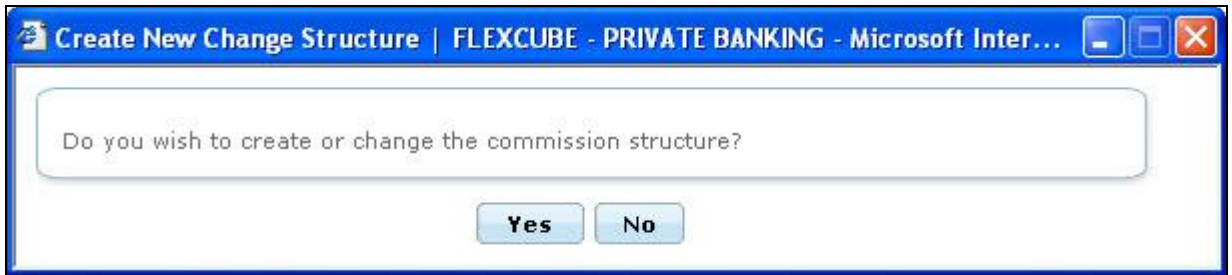 Create New Change Structure | FLEXCUBE - PRIVATE BANKING - Microsoft Inter...
Do you wish to create or change the commission structure?
Yes No